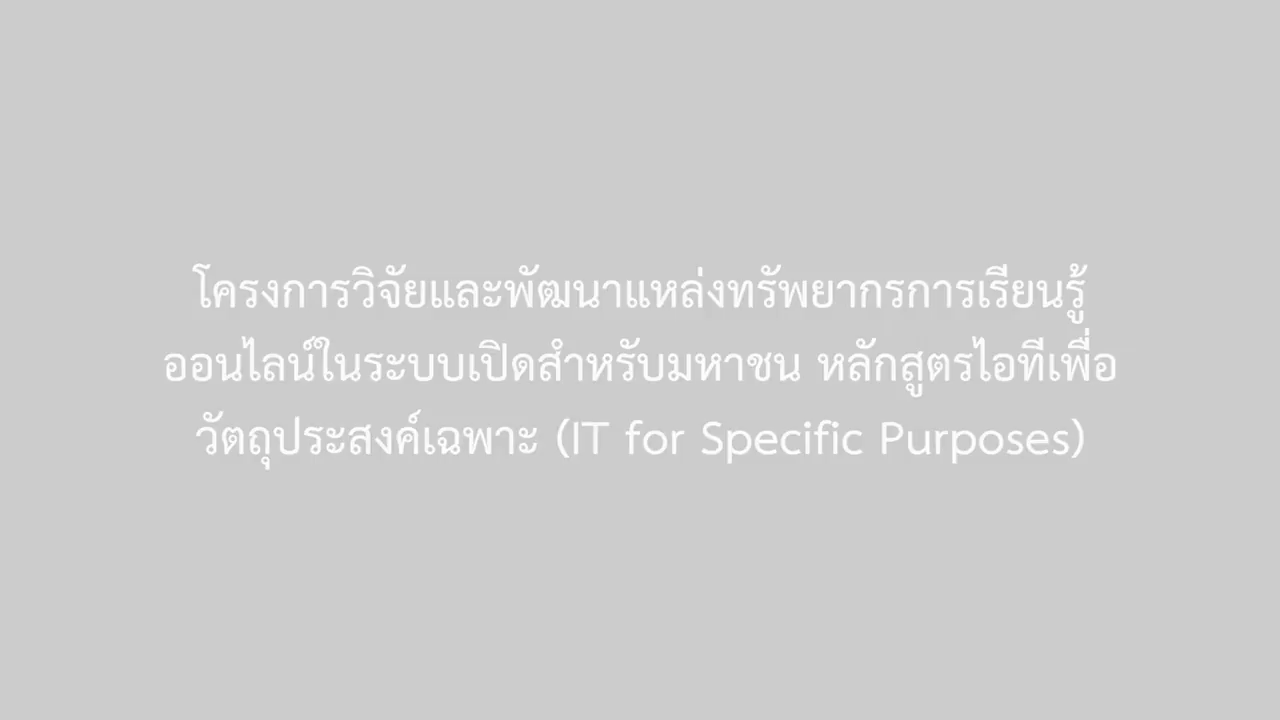 โครงการวิจัยและพัฒนาแหล่งทรัพยากรการเรียนรู้
ออนไลน์ในระบบเปิดสำหรับมหาชน หลักสูตรไอทีเพื่อ
วัตถุประสงค์เฉพาะ (IT for Specific Purposes)